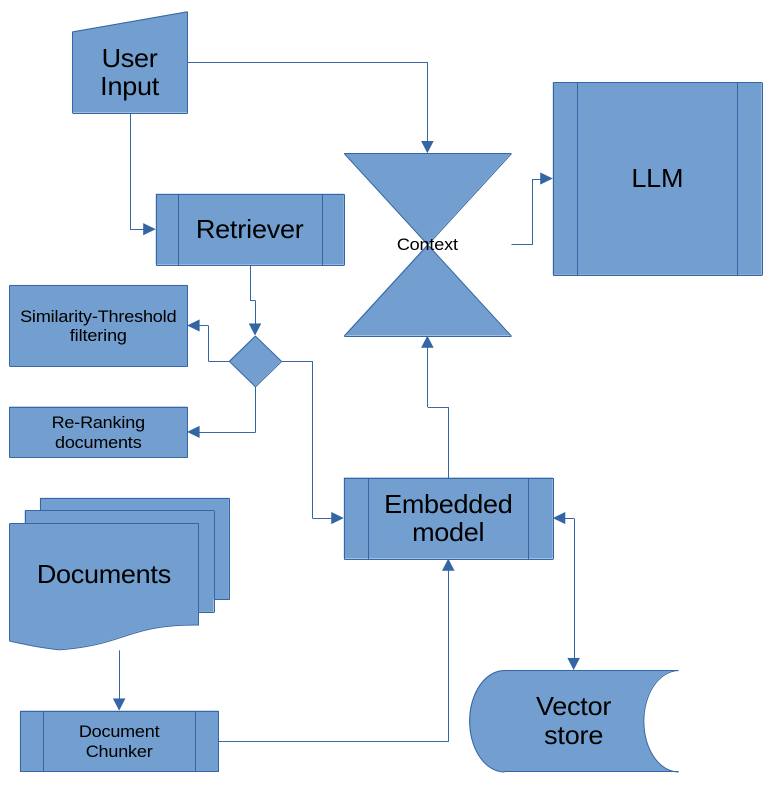 User
Input
LLM
Retriever
Context
Similarity-Threshold
filtering
Re-Ranking
documents
Embedded
model
Documents
Vector
store
Document
Chunker